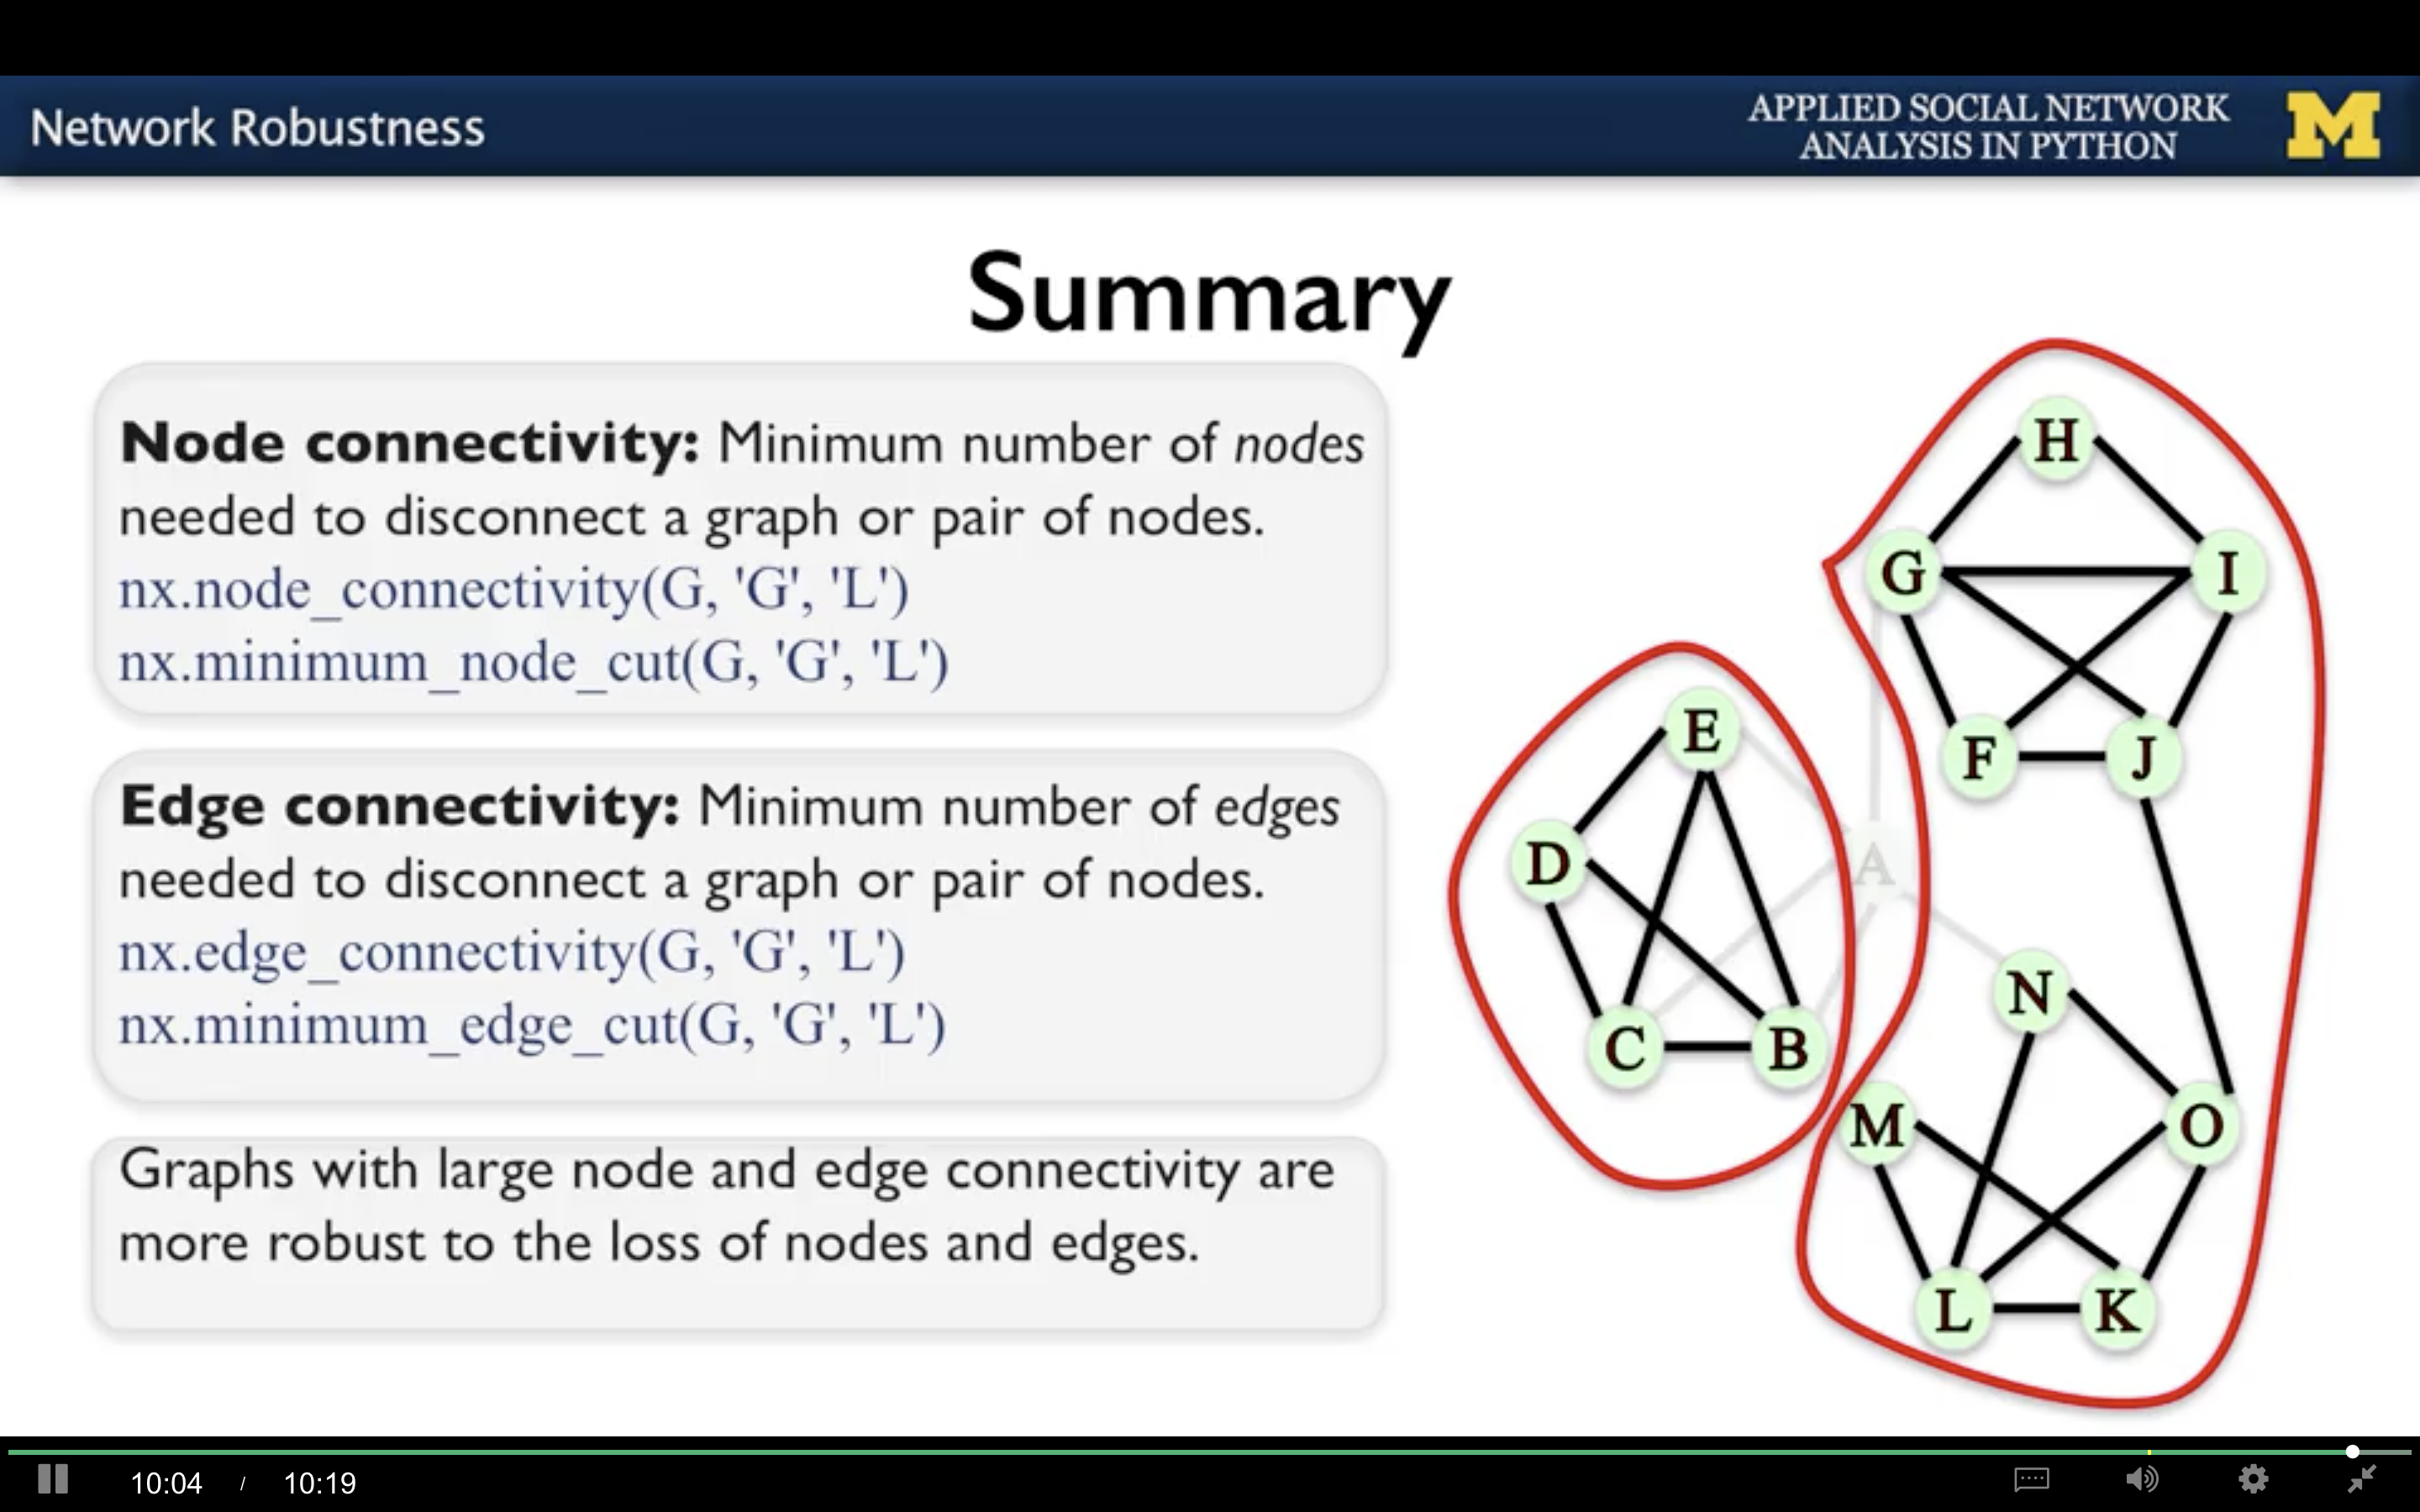 Network Robustness
APPLIED SOCIAL NETWORK
ANALYSIS IN PYTHON
M
Summary
Node connectivity: Minimum number of nodes
needed to disconnect a graph or pair of nodes.
nx.node_connectivity(G, 'G', 'L')
nx.minimum_node_cut(G, 'G', 'L')
Edge connectivity: Minimum number of edges
needed to disconnect a graph or pair of nodes.
nx.edge_connectivity(G, 'G', 'L')
nx.minimum_edge_cut(G, 'G', 'L')
Graphs with large node and edge connectivity are
more robust to the loss of nodes and edges.
H
G
I
F
J
E
D
A
C
B
N
M
O
L
K
10:04 / 10:19